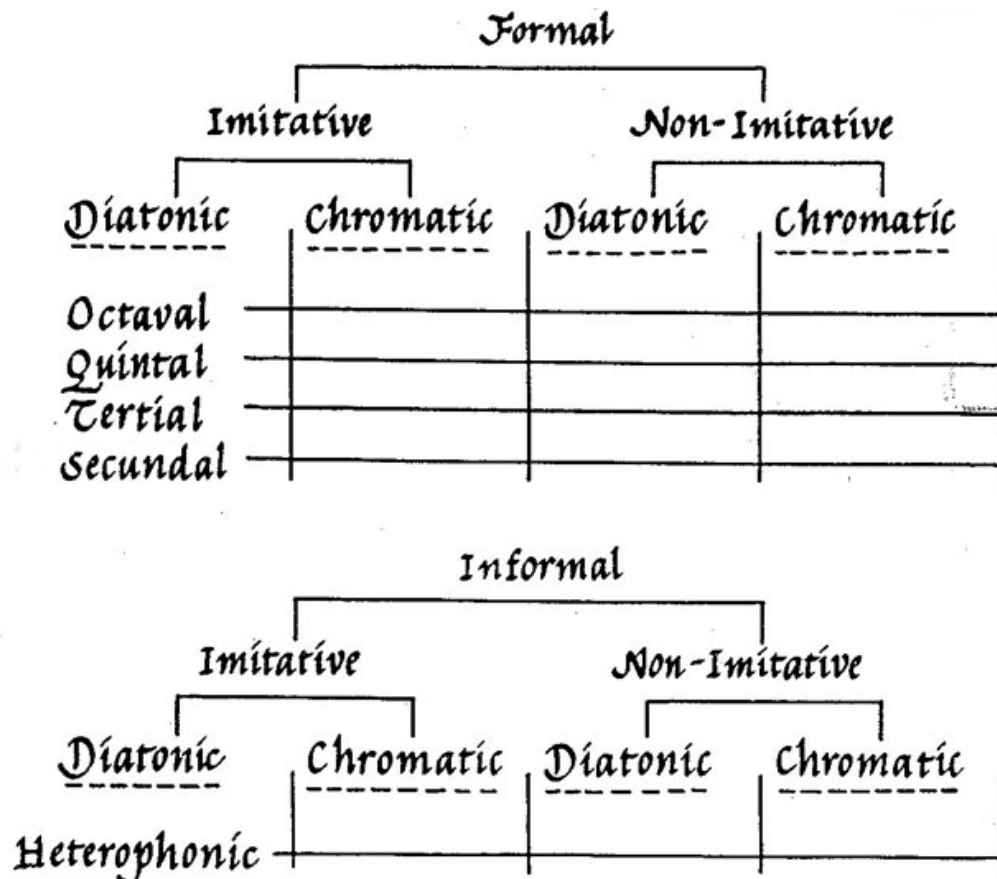 Formal
Imitative Non-Imitative
Diatonic Chromatic Diatonic Chromatic
Octaval
Quintal
Tertial
Secundal
Informal
Imitative Non-Imitative
Diatonic Chromatic Diatonic Chromatic
Heterophonic